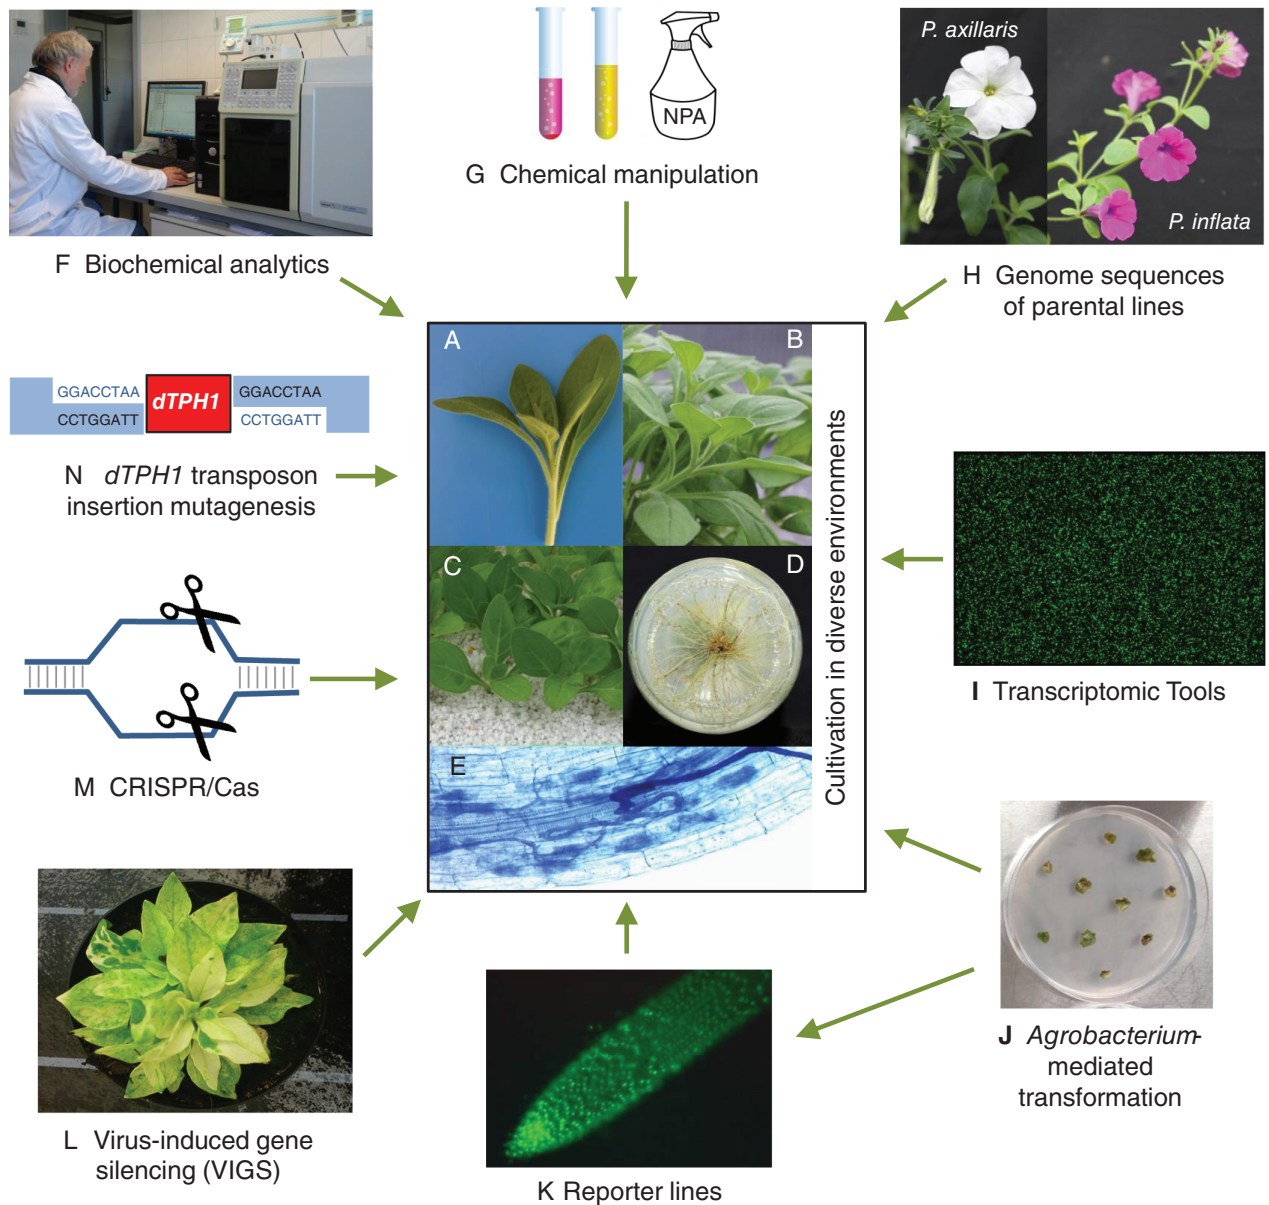 P. axillaris
P. inflata
NPA
G Chemical manipulation
F Biochemical analytics
H Genome sequences
of parental lines
GGACCTAA
dTPH1
GGACCTAA
CCTGGATT
CCTGGATT
N dTPH1 transposon
insertion mutagenesis
A
B
C
D
E
Cultivation in diverse environments
I Transcriptomic Tools
M CRISPR/Cas
J Agrobacterium-
mediated
transformation
L Virus-induced gene
silencing (VIGS)
K Reporter lines